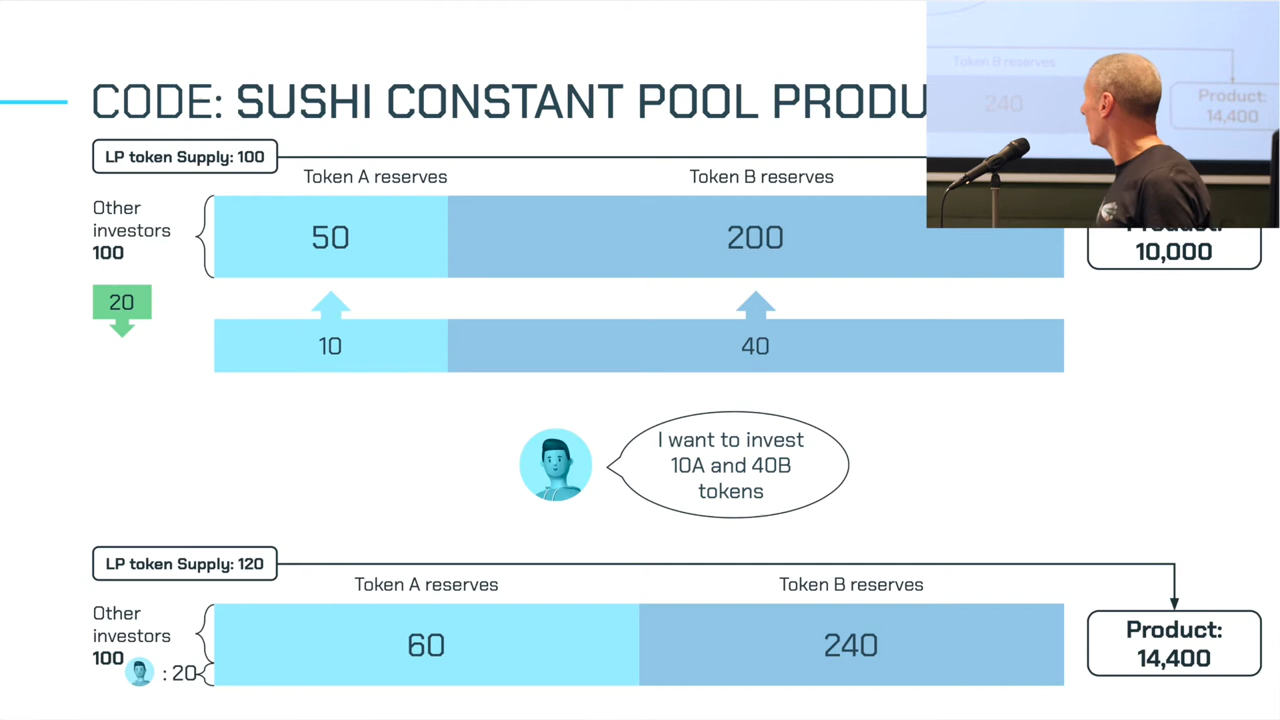 CODE: SUSHI CONSTANT POOL PRODU
LP token Supply: 100
Token A reserves
Token B reserves
Other
investors
100
50
200
10,000
20
10
40
I want to invest
10A and 40B
tokens
LP token Supply: 120
Token A reserves
Token B reserves
Other
investors
100
: 20
60
240
Product:
14,400
Token B reserves
240
Product:
14,400